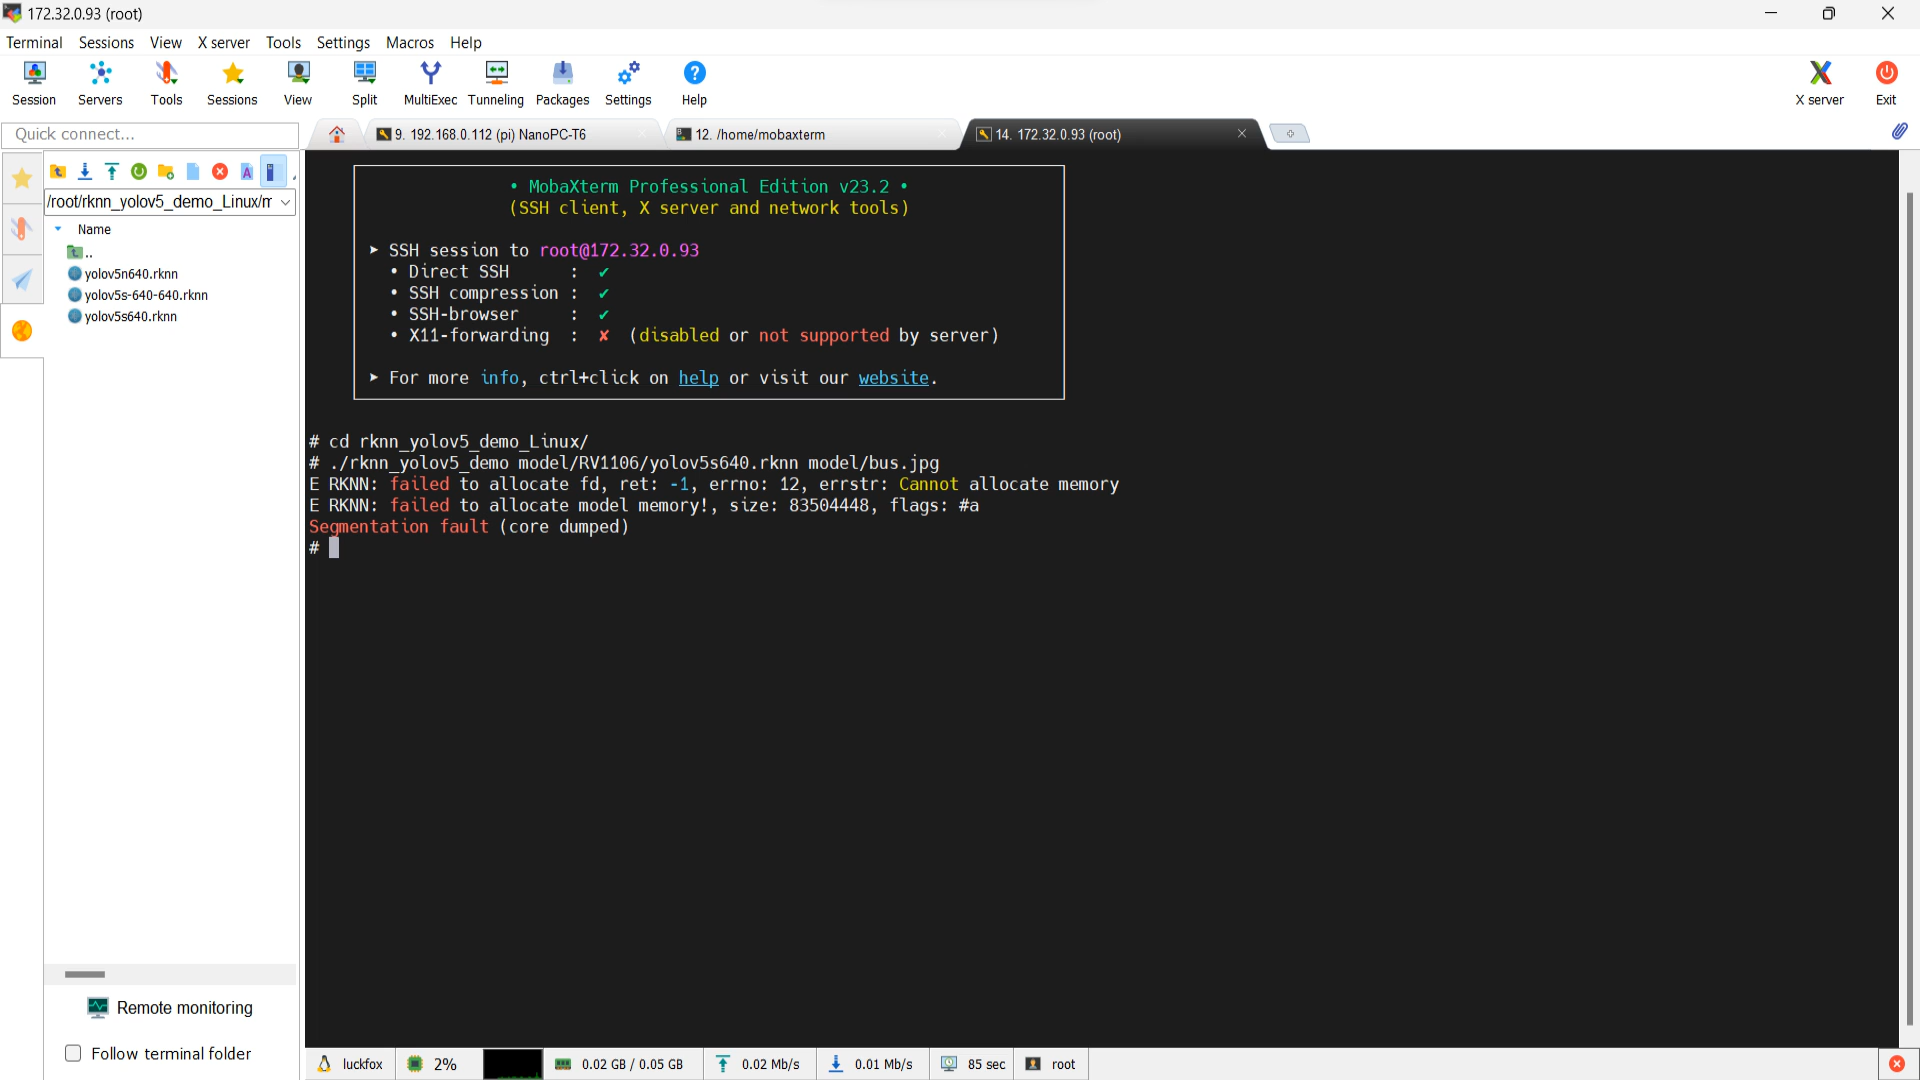 172.32.0.93 (root)
Terminal Sessions View X server Tools Settings Macros Help
Session Servers Tools Sessions View Split MultiExec Tunneling Packages Settings Help X server Exit
Quick connect...
9. 192.168.0.112 (pi) NanoPC-T6
12. /home/mobaxterm
14. 172.32.0.93 (root)
/root/rknn_yolov5_demo_Linux/m
Name
..
yolov5n640.rknn
yolov5s-640-640.rknn
yolov5s640.rknn
• MobaXterm Professional Edition v23.2 •
(SSH client, X server and network tools)
➤ SSH session to root@172.32.0.93
• Direct SSH : ✔
• SSH compression : ✔
• SSH-browser : ✔
• X11-forwarding : ✘ (disabled or not supported by server)
➤ For more info, ctrl+click on help or visit our website.
# cd rknn_yolov5_demo_Linux/
# ./rknn_yolov5_demo model/RV1106/yolov5s640.rknn model/bus.jpg
E RKNN: failed to allocate fd, ret: -1, errno: 12, errstr: Cannot allocate memory
E RKNN: failed to allocate model memory!, size: 83504448, flags: #a
Segmentation fault (core dumped)
#
Remote monitoring
Follow terminal folder
luckfox 2% 0.02 GB / 0.05 GB 0.02 Mb/s 0.01 Mb/s 85 sec root